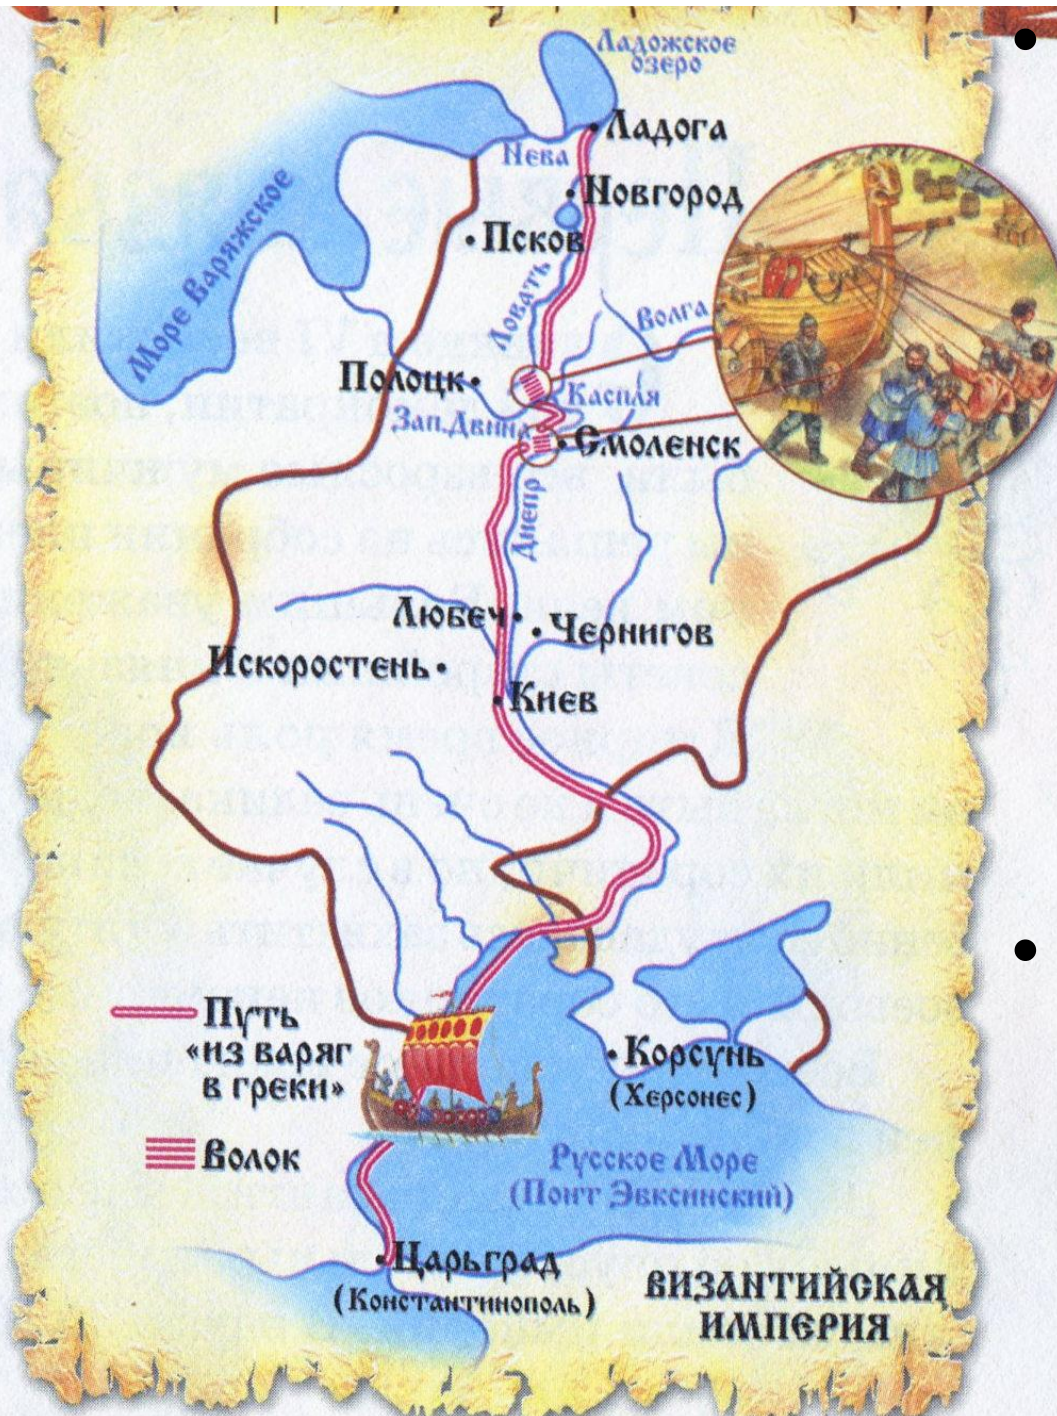 Ладожское
озеро
Ладога
Нева
Новгород
Псков
Море Варяжское
Ловать
Волга
Полоцк
Каспля
Зап.Двина
Смоленск
Днепр
Любеч
Чернигов
Искоростень
Киев
Путь
«из варяг
в греки»
Волок
Корсунь
(Херсонес)
Русское Море
(Понт Эвксинский)
Царьград
(Константинополь)
ВИЗАНТИЙСКАЯ
ИМПЕРИЯ